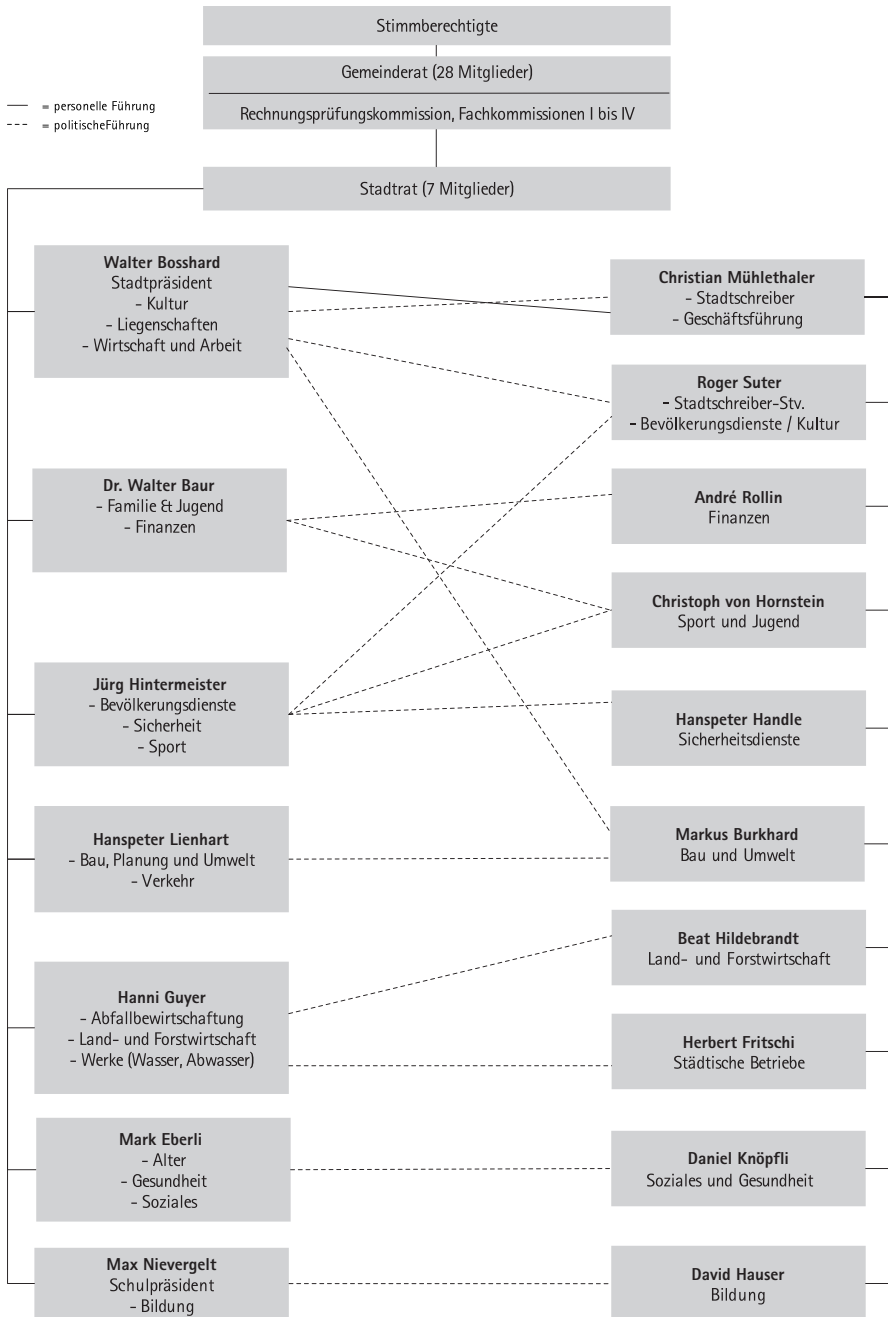 Stimmberechtigte
Gemeinderat (28 Mitglieder)
Rechnungsprüfungskommission, Fachkommissionen I bis IV
= personelle Führung
= politischeFührung
Stadtrat (7 Mitglieder)
Walter Bosshard
Stadtpräsident
- Kultur
- Liegenschaften
- Wirtschaft und Arbeit
Christian Mühlethaler
- Stadtschreiber
- Geschäftsführung
Roger Suter
- Stadtschreiber-Stv.
- Bevölkerungsdienste / Kultur
Dr. Walter Baur
- Familie & Jugend
- Finanzen
André Rollin
Finanzen
Christoph von Hornstein
Sport und Jugend
Jürg Hintermeister
- Bevölkerungsdienste
- Sicherheit
- Sport
Hanspeter Handle
Sicherheitsdienste
Hanspeter Lienhart
- Bau, Planung und Umwelt
- Verkehr
Markus Burkhard
Bau und Umwelt
Beat Hildebrandt
Land- und Forstwirtschaft
Hanni Guyer
- Abfallbewirtschaftung
- Land- und Forstwirtschaft
- Werke (Wasser, Abwasser)
Herbert Fritschi
Städtische Betriebe
Mark Eberli
- Alter
- Gesundheit
- Soziales
Daniel Knöpfli
Soziales und Gesundheit
Max Nievergelt
Schulpräsident
- Bildung
David Hauser
Bildung